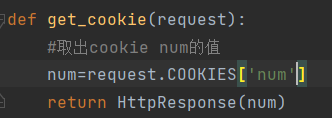 def get_cookie(request):
    #取出cookie num的值
    num=request.COOKIES['num']
    return HttpResponse(num)